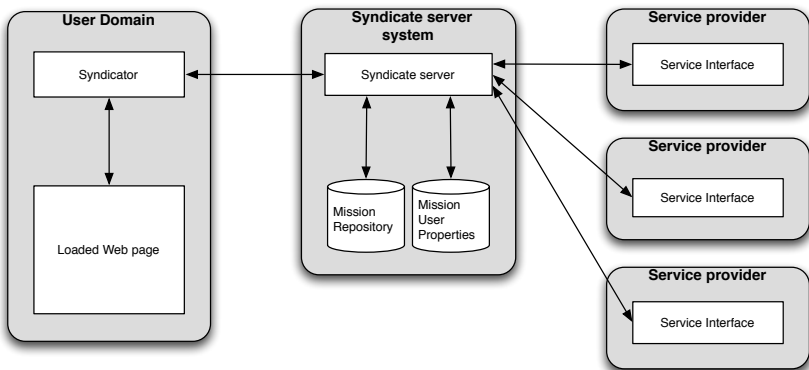 User Domain
Syndicator
Loaded Web page
Syndicate server
system
Syndicate server
Mission
Repository
Mission
User
Properties
Service provider
Service Interface
Service provider
Service Interface
Service provider
Service Interface